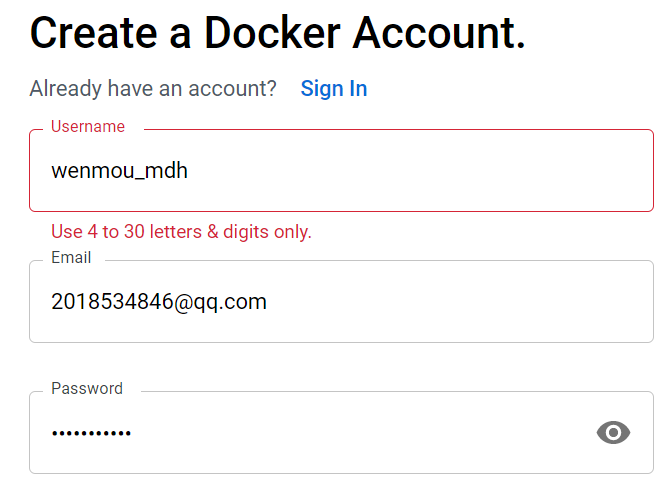 Create a Docker Account.
Already have an account? Sign In
Username
wenmou_mdh
Use 4 to 30 letters & digits only.
Email
2018534846@qq.com
Password
•••••••••••